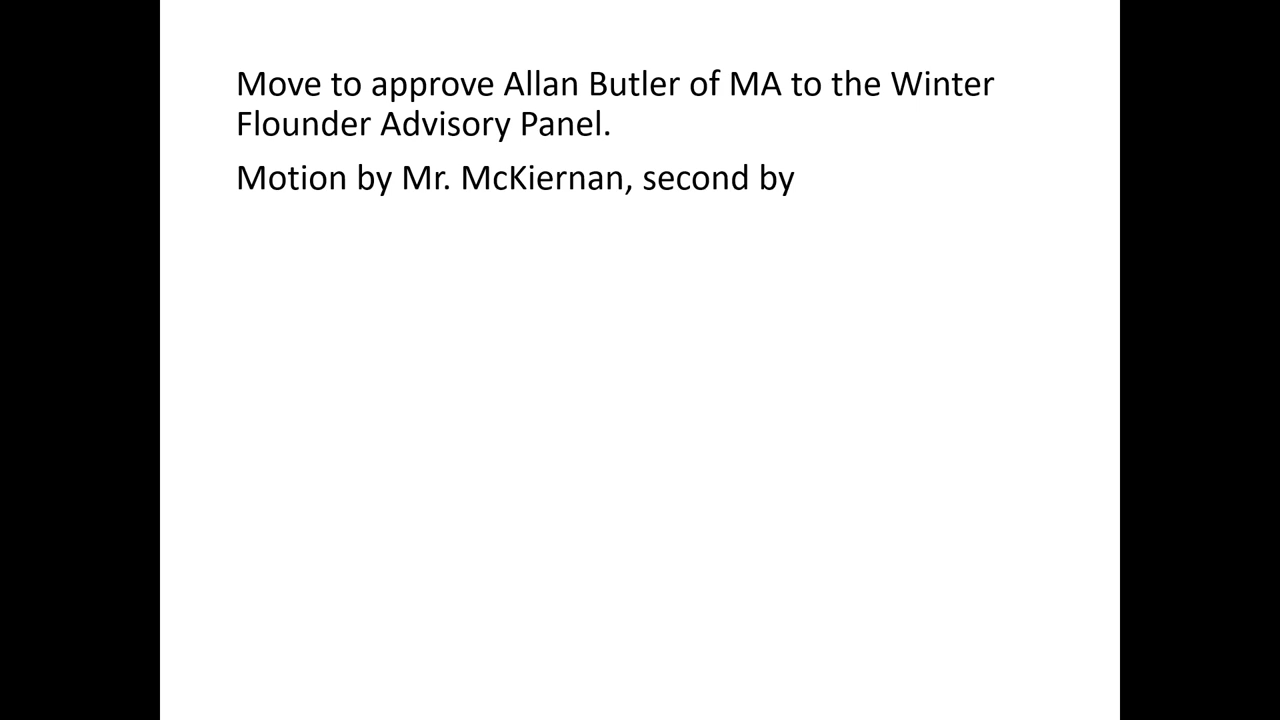 Move to approve Allan Butler of MA to the Winter
Flounder Advisory Panel.
Motion by Mr. McKiernan, second by